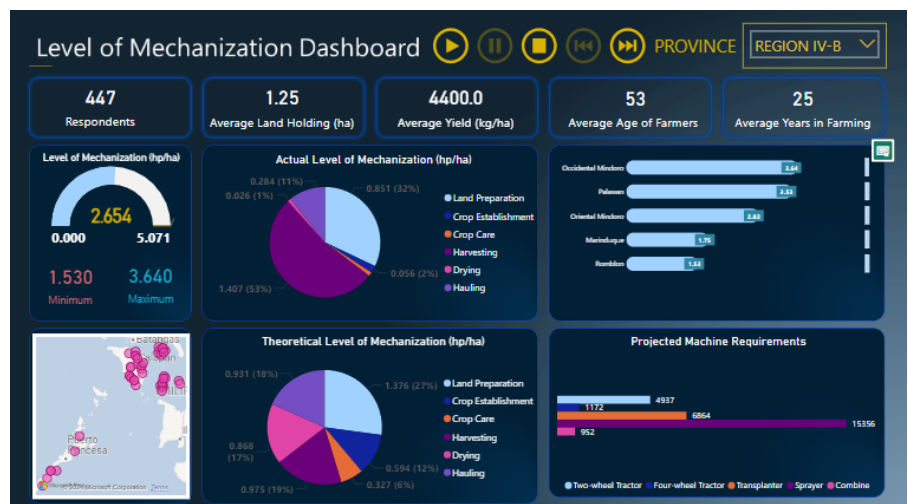 Level of Mechanization Dashboard
PROVINCE
REGION IV-B
447
Respondents
1.25
Average Land Holding (ha)
4400.0
Average Yield (kg/ha)
53
Average Age of Farmers
25
Average Years in Farming
Level of Mechanization (hp/ha)
2.654
0.000
5.071
1.530
Minimum
3.640
Maximum
Actual Level of Mechanization (hp/ha)
0.284 (11%)
0.026 (1%)
0.851 (32%)
0.056 (2%)
1.407 (53%)
Land Preparation
Crop Establishment
Crop Care
Harvesting
Drying
Hauling
Occidental Mindoro
3.64
Palawan
3.53
Oriental Mindoro
Marinduque
1.75
Romblon
1.53
Puerto
Princesa
© 2024 Microsoft Corporation Terms
Theoretical Level of Mechanization (hp/ha)
0.931 (18%)
1.376 (27%)
0.868
(17%)
0.594 (12%)
0.327 (6%)
0.975 (19%)
Land Preparation
Crop Establishment
Crop Care
Harvesting
Drying
Hauling
Projected Machine Requirements
4937
1172
6864
15356
952
Two-wheel Tractor
Four-wheel Tractor
Transplanter
Sprayer
Combine